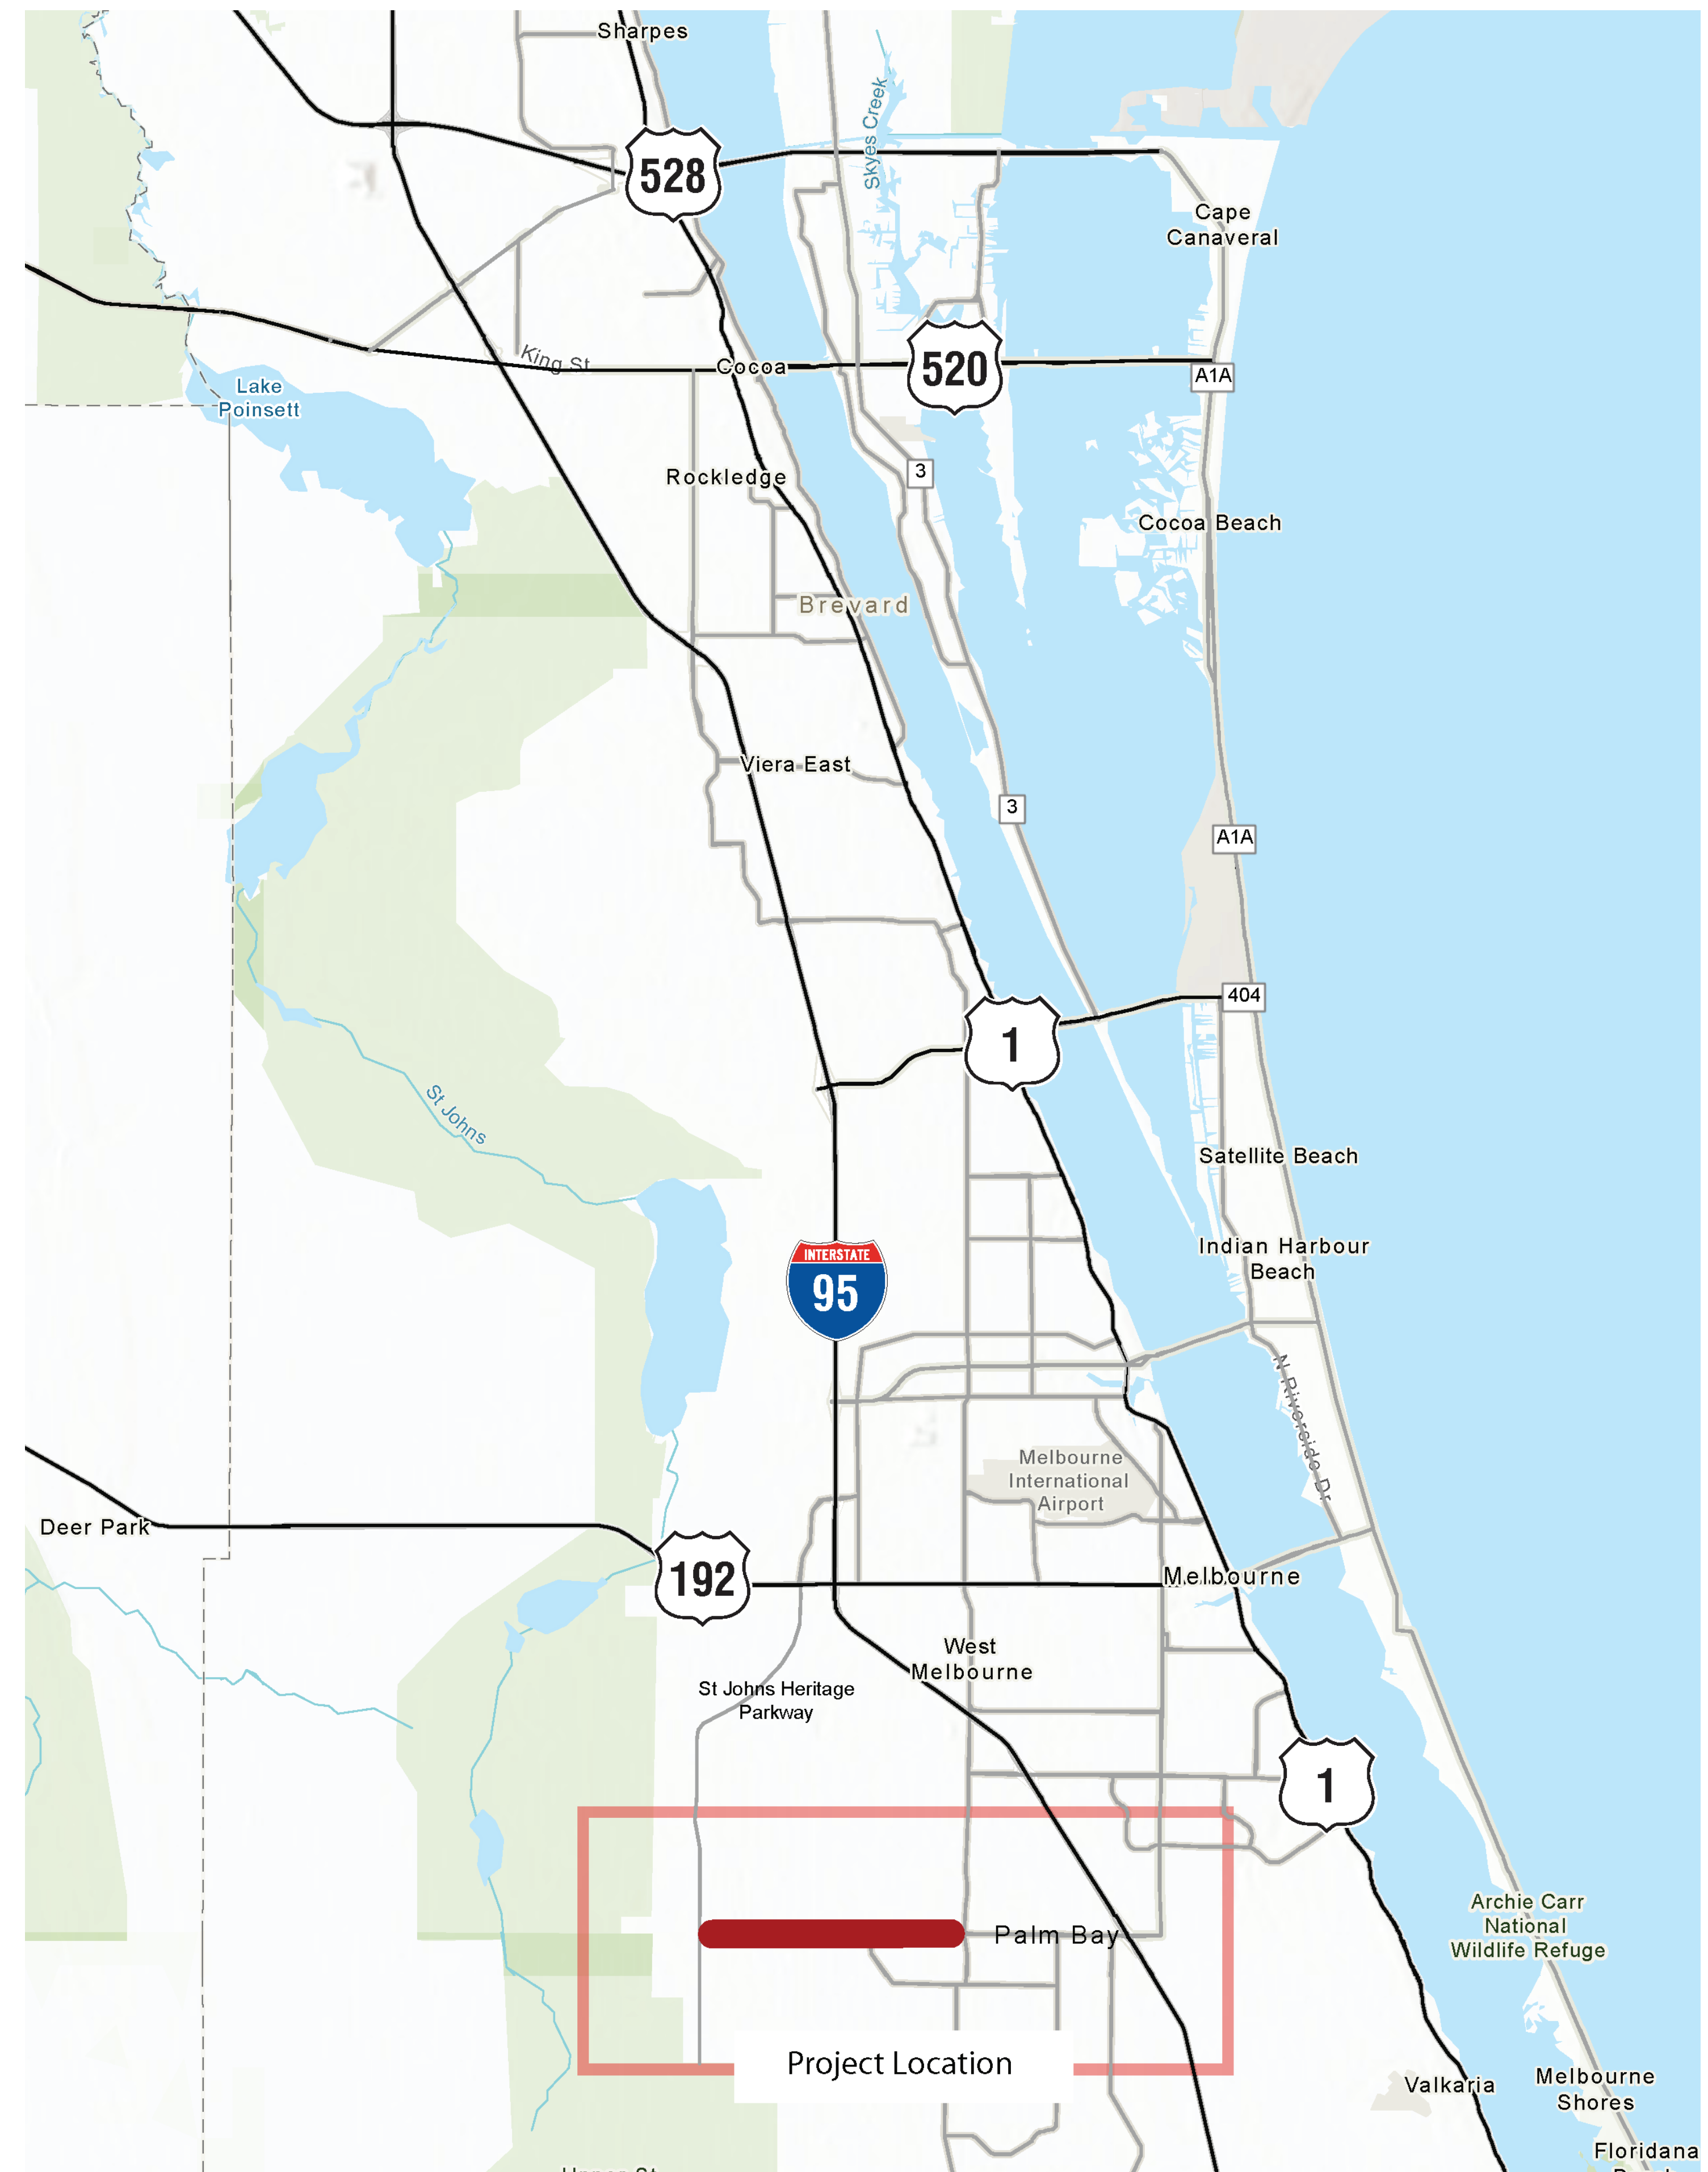 Sharpes
Skyes Creek
528
Cape
Canaveral
520
King St
Cocoa
A1A
Lake
Poinsett
3
Rockledge
Cocoa Beach
Brevard
Viera East
3
A1A
404
1
St Johns
Satellite Beach
INTERSTATE
95
Indian Harbour
Beach
N Riverside Dr
Melbourne
International
Airport
Deer Park
192
Melbourne
West
Melbourne
St Johns Heritage
Parkway
1
Archie Carr
National
Wildlife Refuge
Palm Bay
Project Location
Valkaria
Melbourne
Shores
Floridana